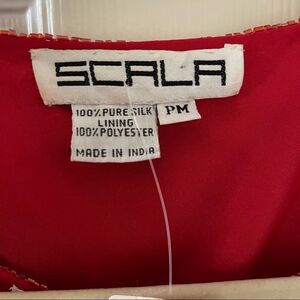 SCALA
100% PURE SILK
LINING
100% POLYESTER
MADE IN INDIA
PM